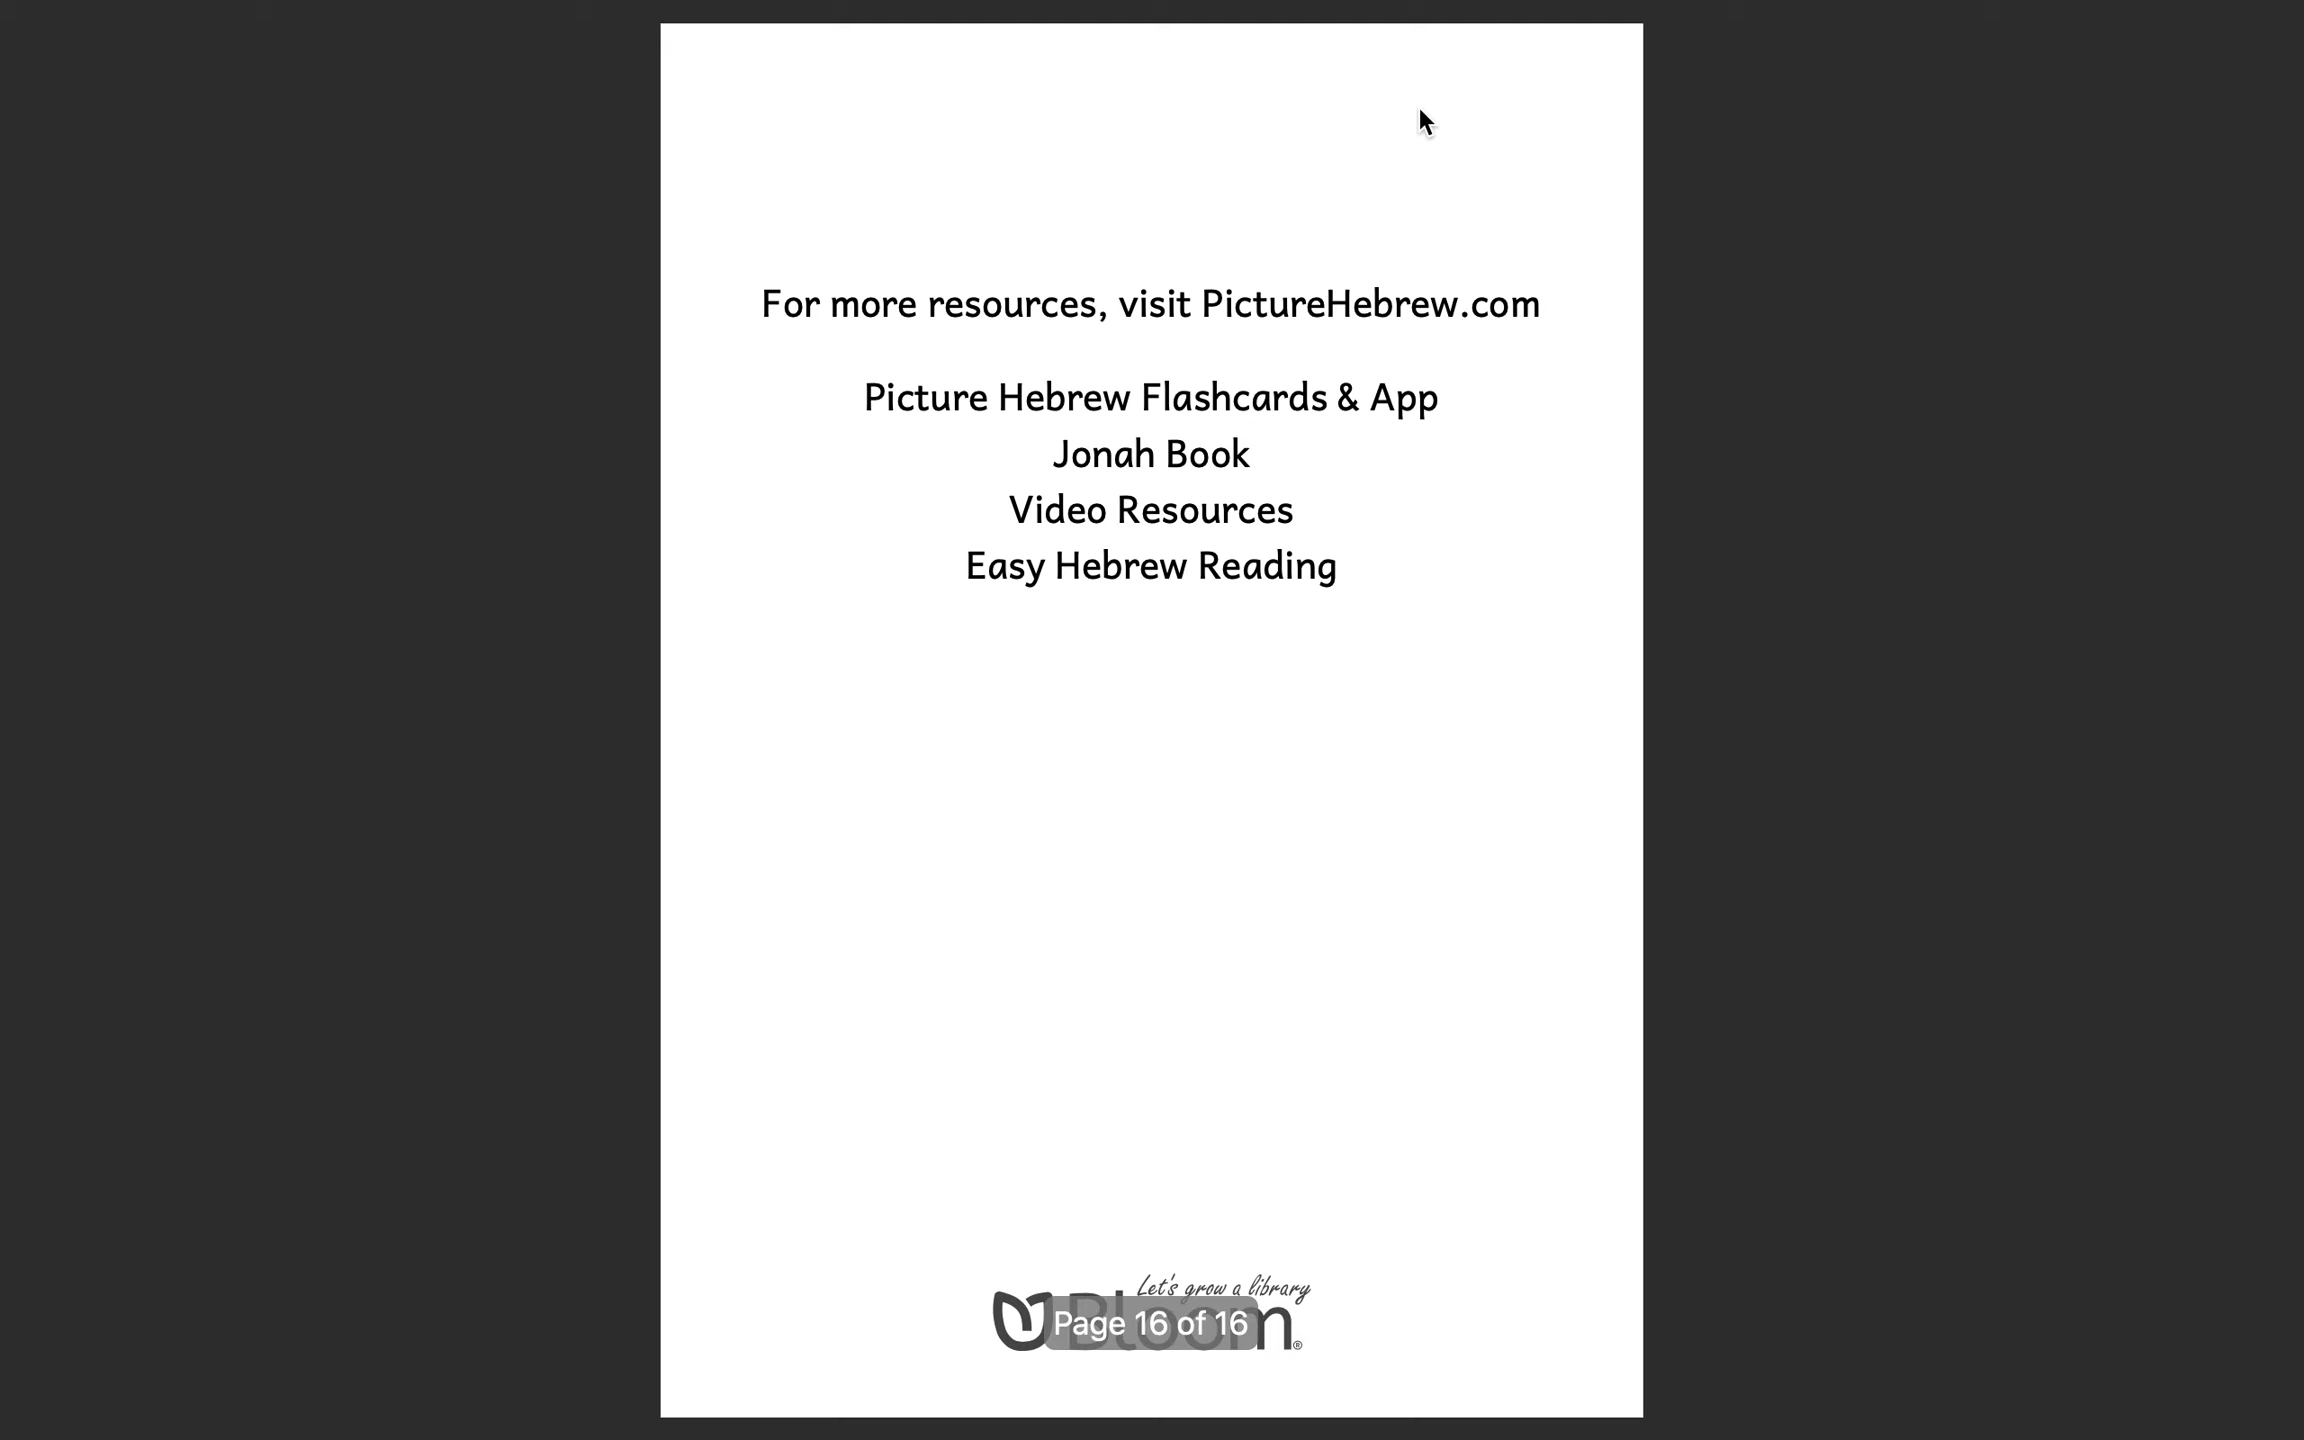 For more resources, visit PictureHebrew.com
Picture Hebrew Flashcards & App
Jonah Book
Video Resources
Easy Hebrew Reading
Let's grow a library
Bloom®
Page 16 of 16